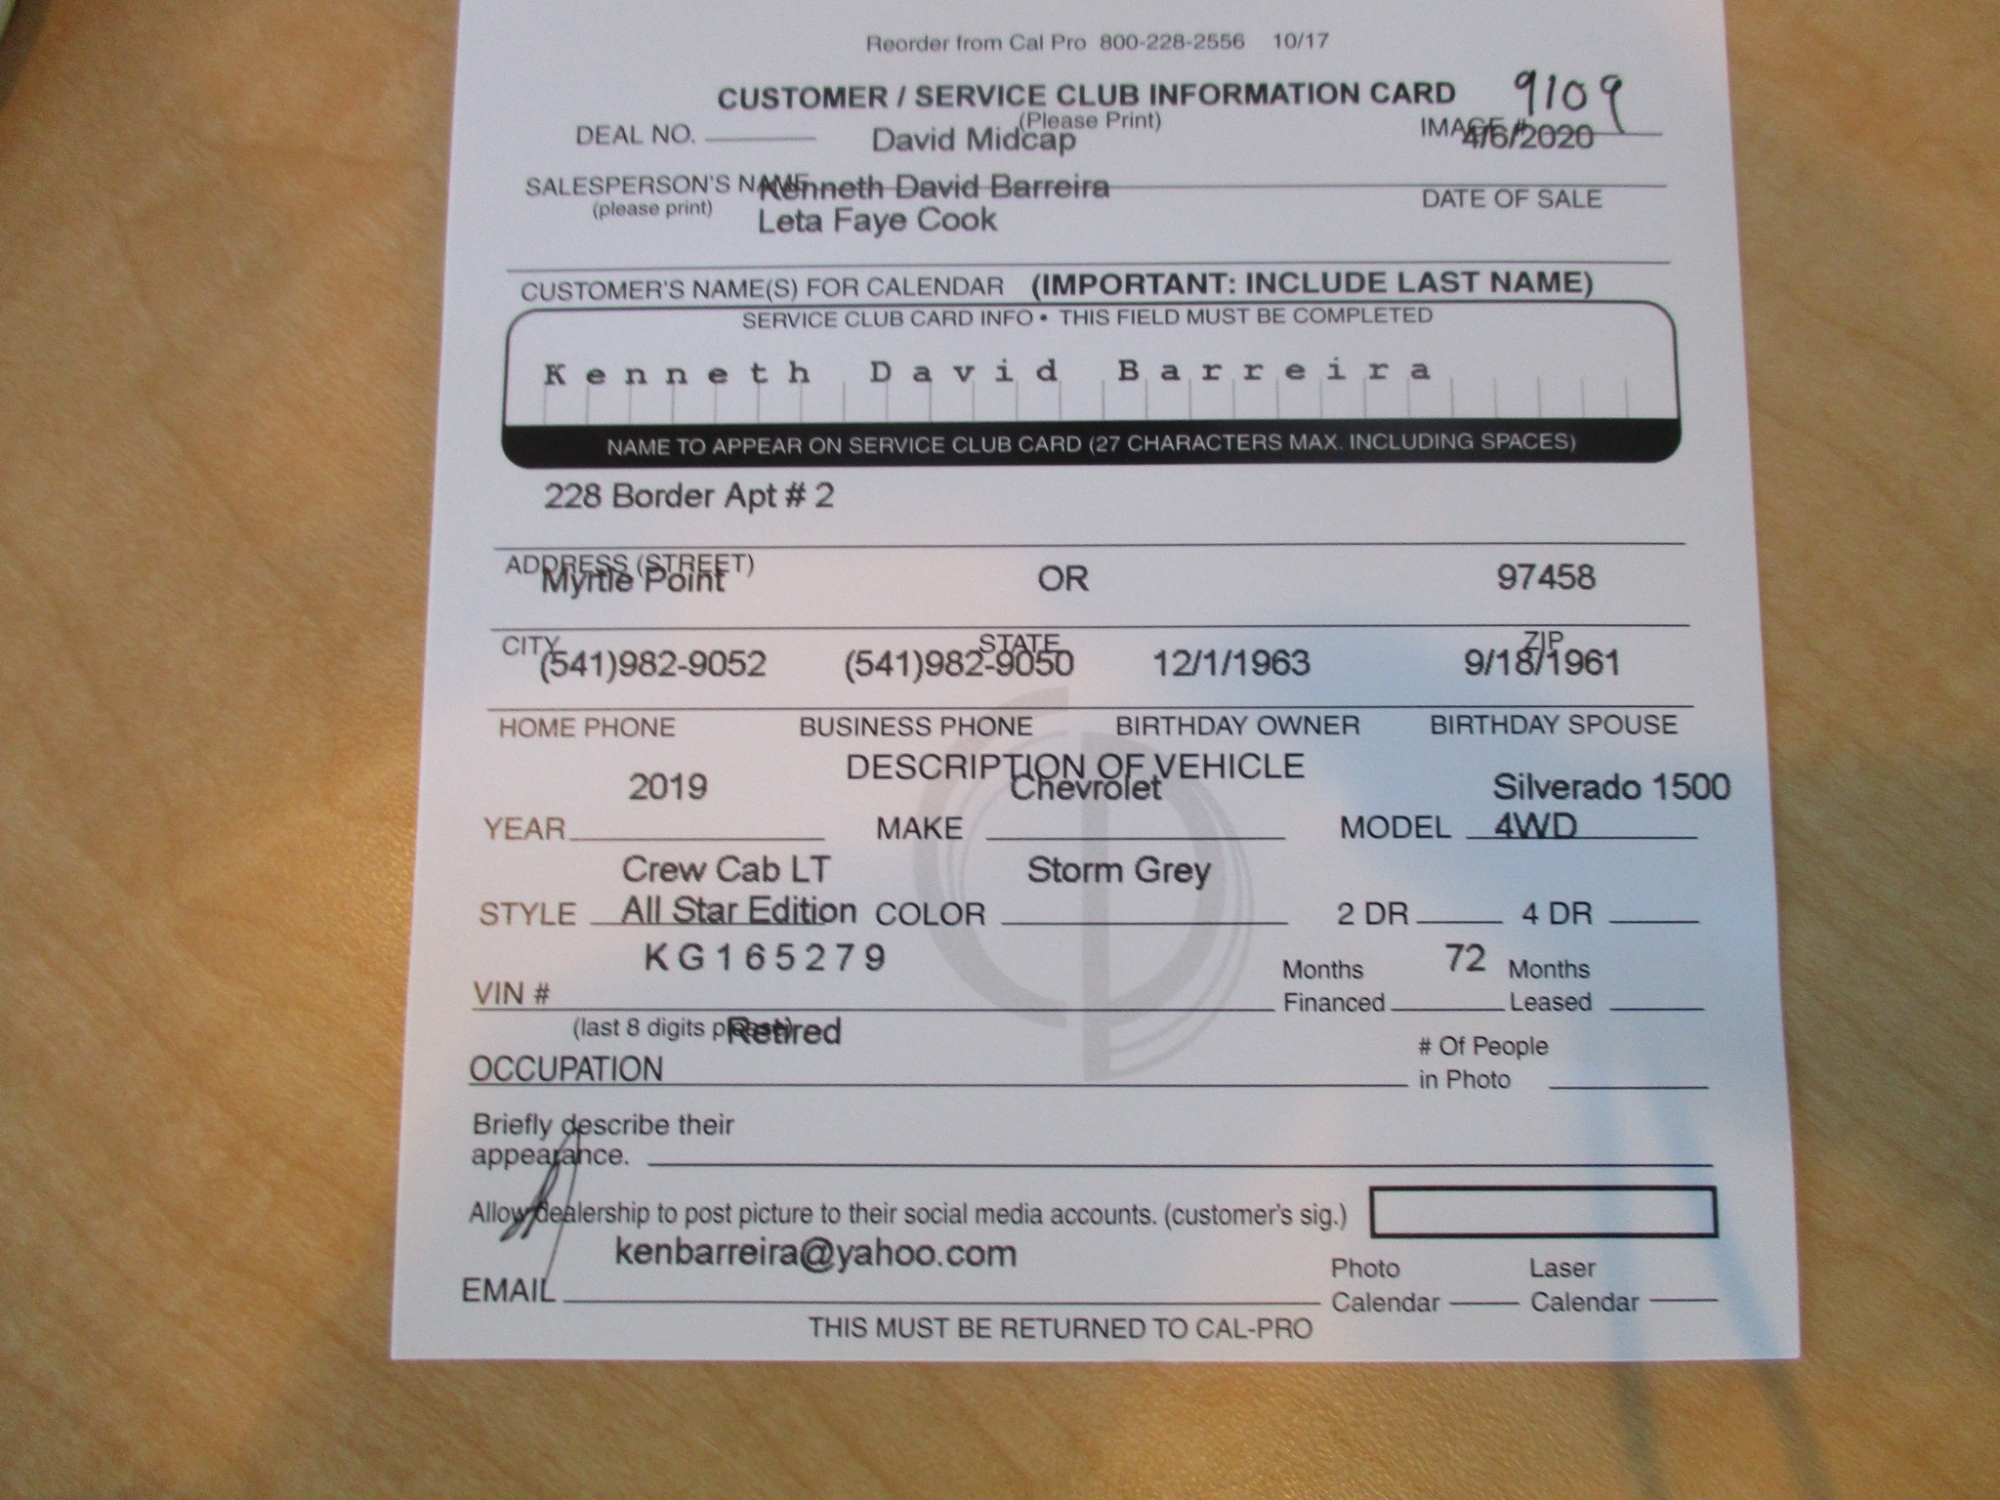 Reorder from Cal Pro 800-228-2556 10/17
CUSTOMER / SERVICE CLUB INFORMATION CARD 9109
(Please Print)
DEAL NO. David Midcap IMAGE # 4/6/2020
SALESPERSON'S NAME Kenneth David Barreira
(please print) Leta Faye Cook DATE OF SALE
CUSTOMER'S NAME(S) FOR CALENDAR (IMPORTANT: INCLUDE LAST NAME)
SERVICE CLUB CARD INFO • THIS FIELD MUST BE COMPLETED
Kenneth David Barreira
NAME TO APPEAR ON SERVICE CLUB CARD (27 CHARACTERS MAX. INCLUDING SPACES)
228 Border Apt # 2
ADDRESS (STREET)
Myrtle Point OR 97458
CITY STATE ZIP
(541)982-9052 (541)982-9050 12/1/1963 9/18/1961
HOME PHONE BUSINESS PHONE BIRTHDAY OWNER BIRTHDAY SPOUSE
DESCRIPTION OF VEHICLE
2019 Chevrolet Silverado 1500
YEAR MAKE MODEL 4WD
Crew Cab LT Storm Grey
STYLE All Star Edition COLOR 2 DR 4 DR
KG165279 Months 72 Months
VIN # Financed Leased
(last 8 digits please) Retired
OCCUPATION # Of People
in Photo
Briefly describe their
appearance.
Allow dealership to post picture to their social media accounts. (customer's sig.)
kenbarreira@yahoo.com Photo Laser
EMAIL Calendar Calendar
THIS MUST BE RETURNED TO CAL-PRO